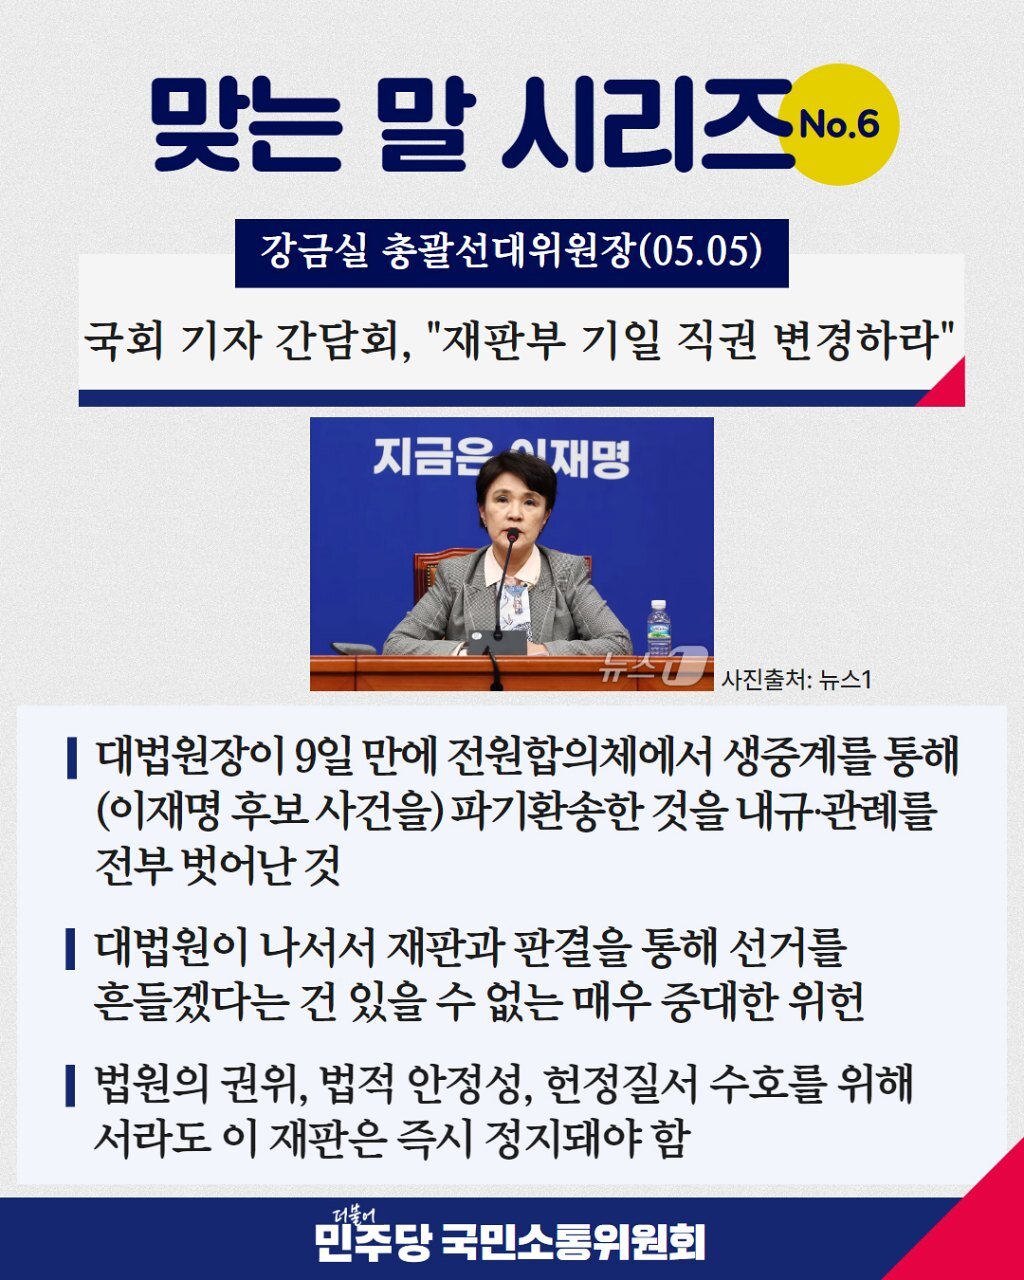 맞는 말 시리즈 No.6
강금실 총괄선대위원장(05.05)
국회 기자 간담회, "재판부 기일 직권 변경하라"
지금은 이재명
뉴스1
사진출처: 뉴스1
대법원장이 9일 만에 전원합의체에서 생중계를 통해
(이재명 후보 사건을) 파기환송한 것을 내규·관례를
전부 벗어난 것
대법원이 나서서 재판과 판결을 통해 선거를
흔들겠다는 건 있을 수 없는 매우 중대한 위헌
법원의 권위, 법적 안정성, 헌정질서 수호를 위해
서라도 이 재판은 즉시 정지돼야 함
더불어
민주당 국민소통위원회